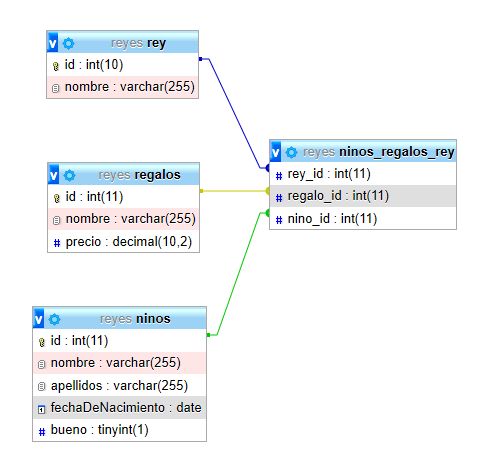 reyes rey
id : int(10)
nombre : varchar(255)
reyes regalos
id : int(11)
nombre : varchar(255)
# precio : decimal(10,2)
reyes ninos
id : int(11)
nombre : varchar(255)
apellidos : varchar(255)
fechaDeNacimiento : date
# bueno : tinyint(1)
reyes ninos_regalos_rey
# rey_id : int(11)
# regalo_id : int(11)
# nino_id : int(11)